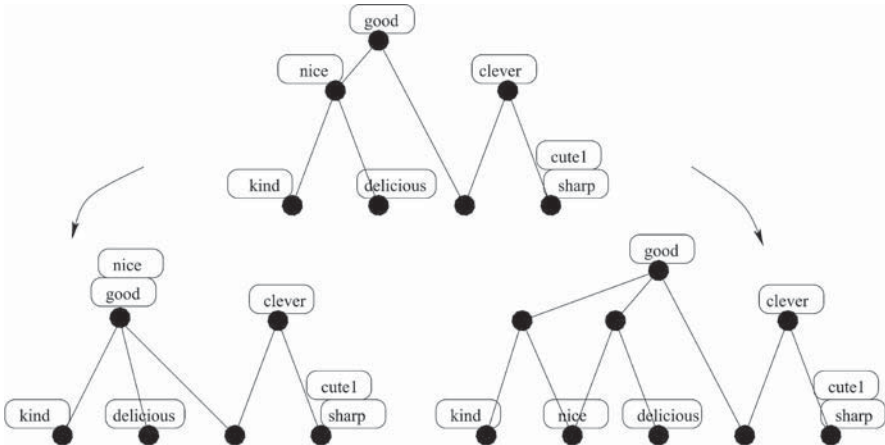 good
nice
clever
cute1
kind
delicious
sharp
nice
good
clever
cute1
kind
delicious
sharp
good
clever
cute1
kind
nice
delicious
sharp